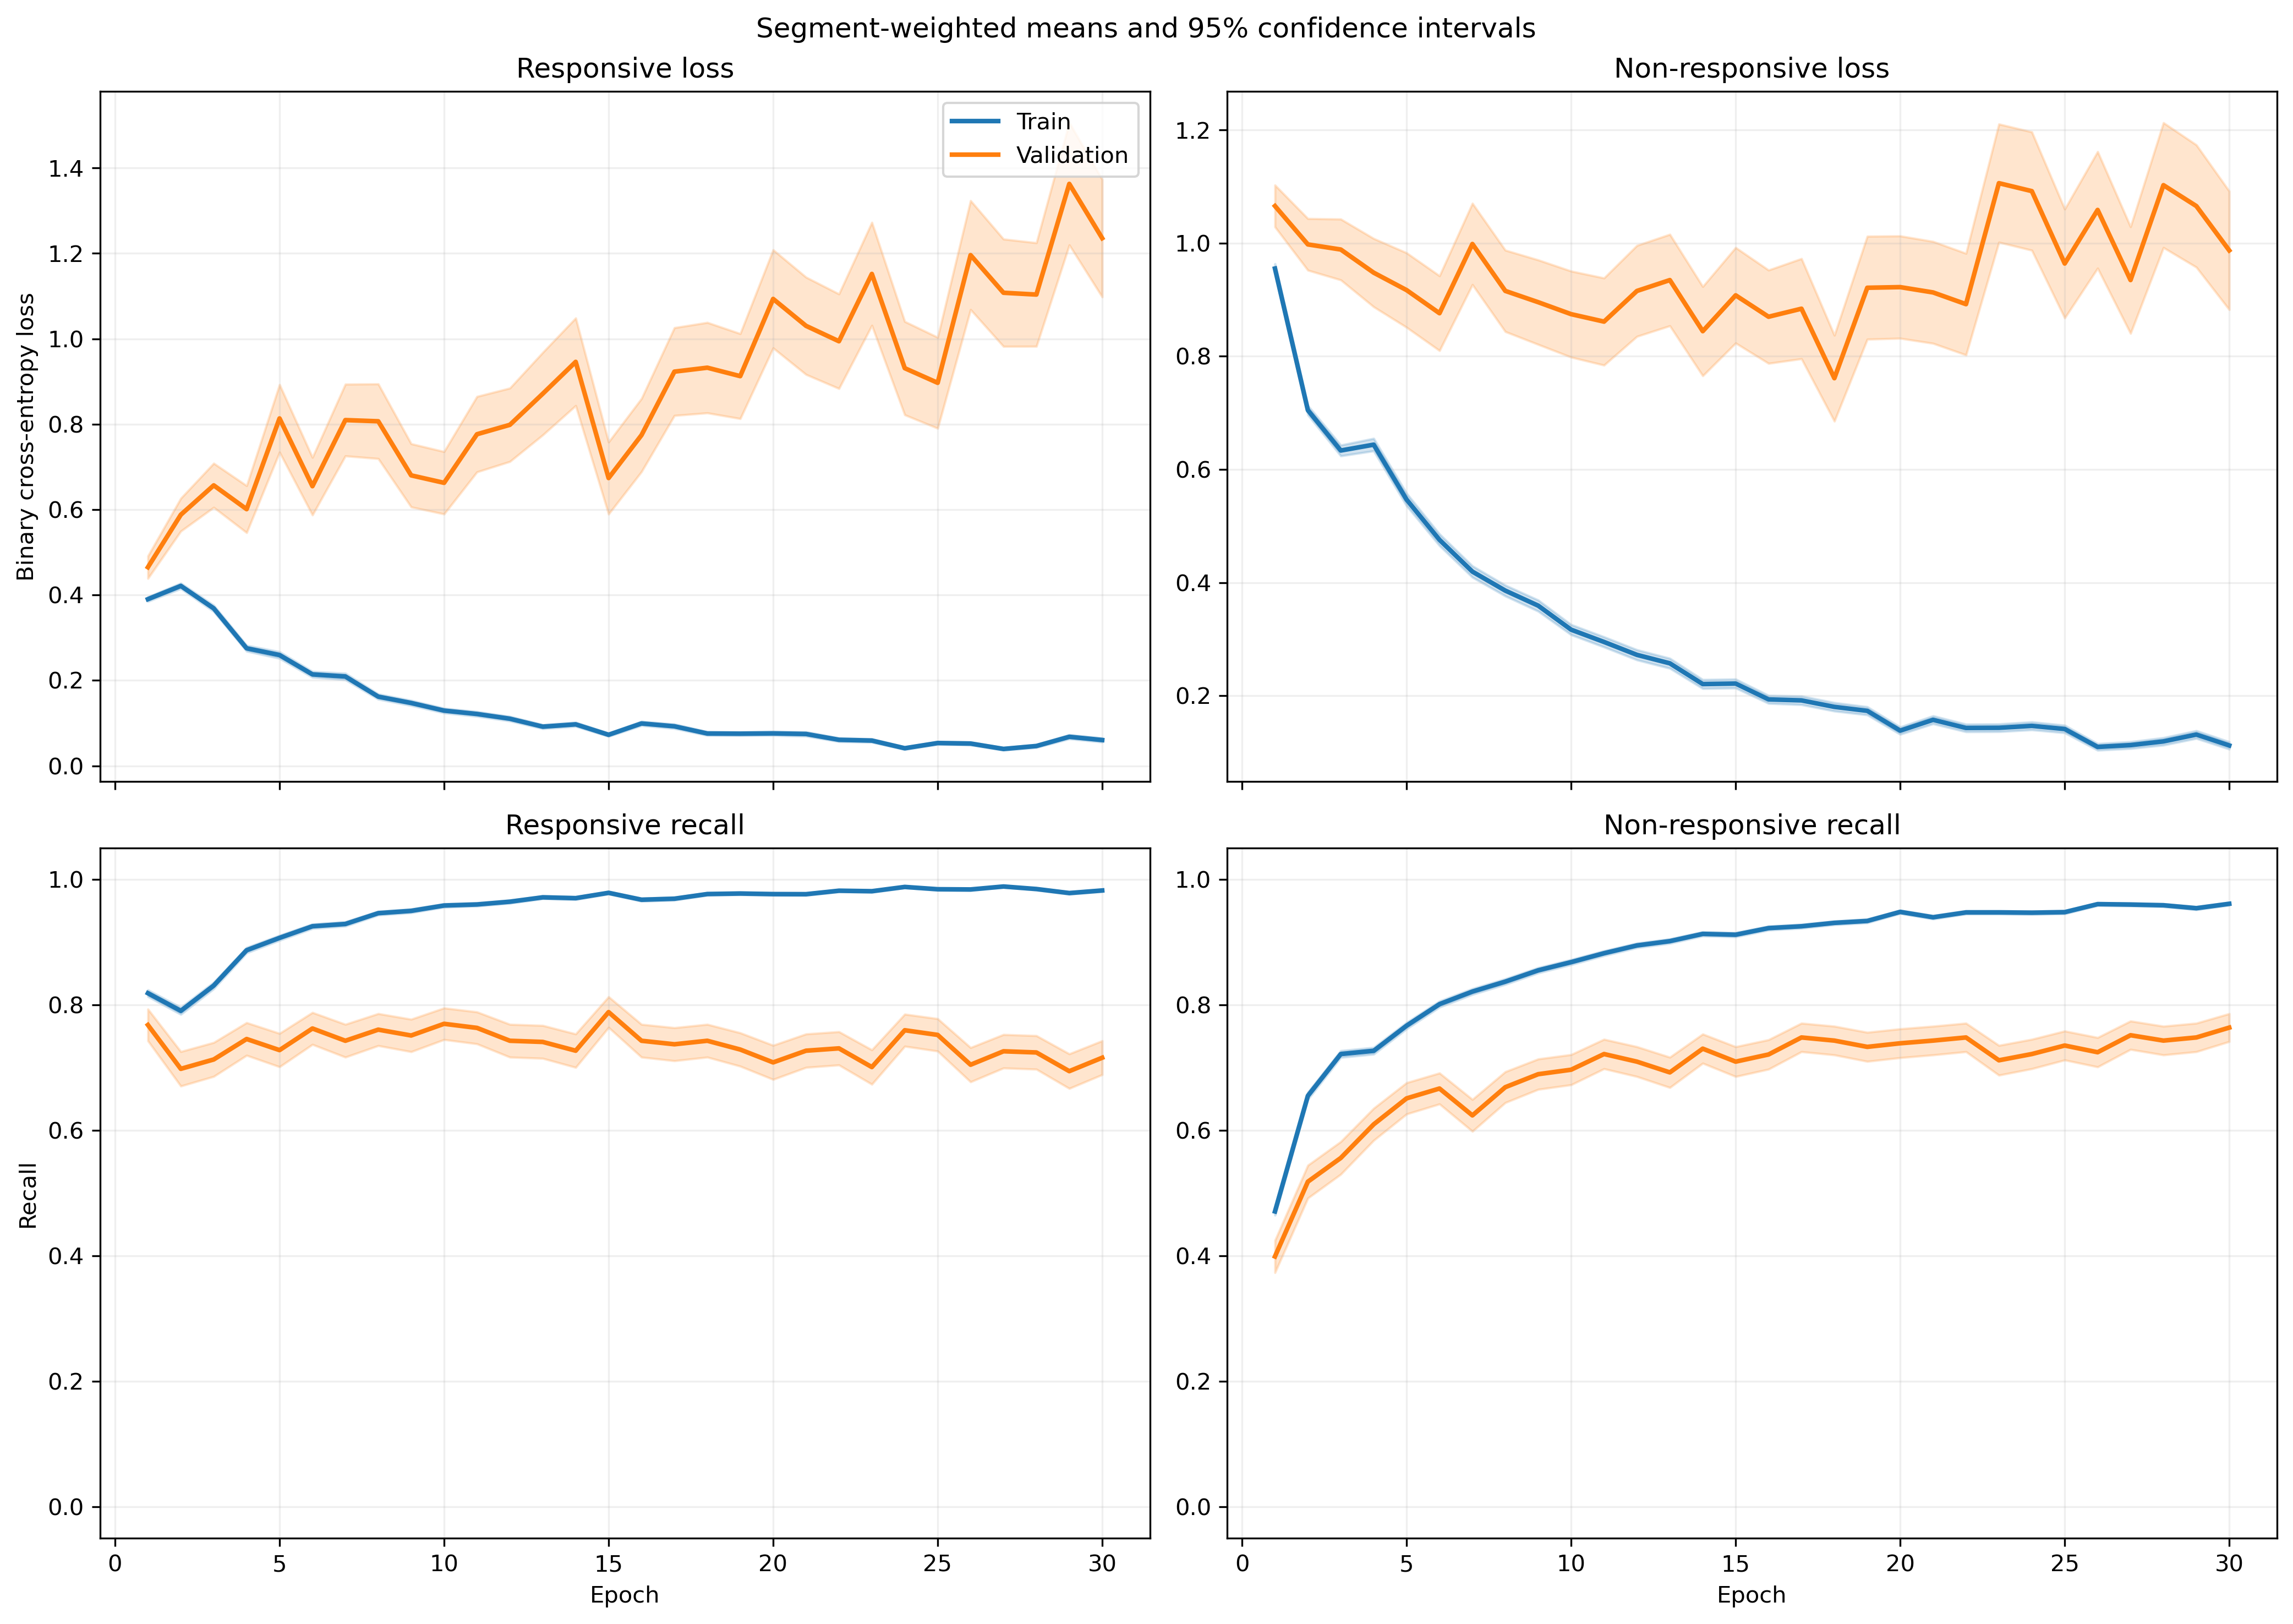 Segment-weighted means and 95% confidence intervals
Responsive loss
Non-responsive loss
Train
Validation
Binary cross-entropy loss
1.4
1.2
1.0
0.8
0.6
0.4
0.2
0.0
1.2
1.0
0.8
0.6
0.4
0.2
Responsive recall
Non-responsive recall
Recall
1.0
0.8
0.6
0.4
0.2
0.0
1.0
0.8
0.6
0.4
0.2
0.0
0 5 10 15 20 25 30
0 5 10 15 20 25 30
Epoch
Epoch